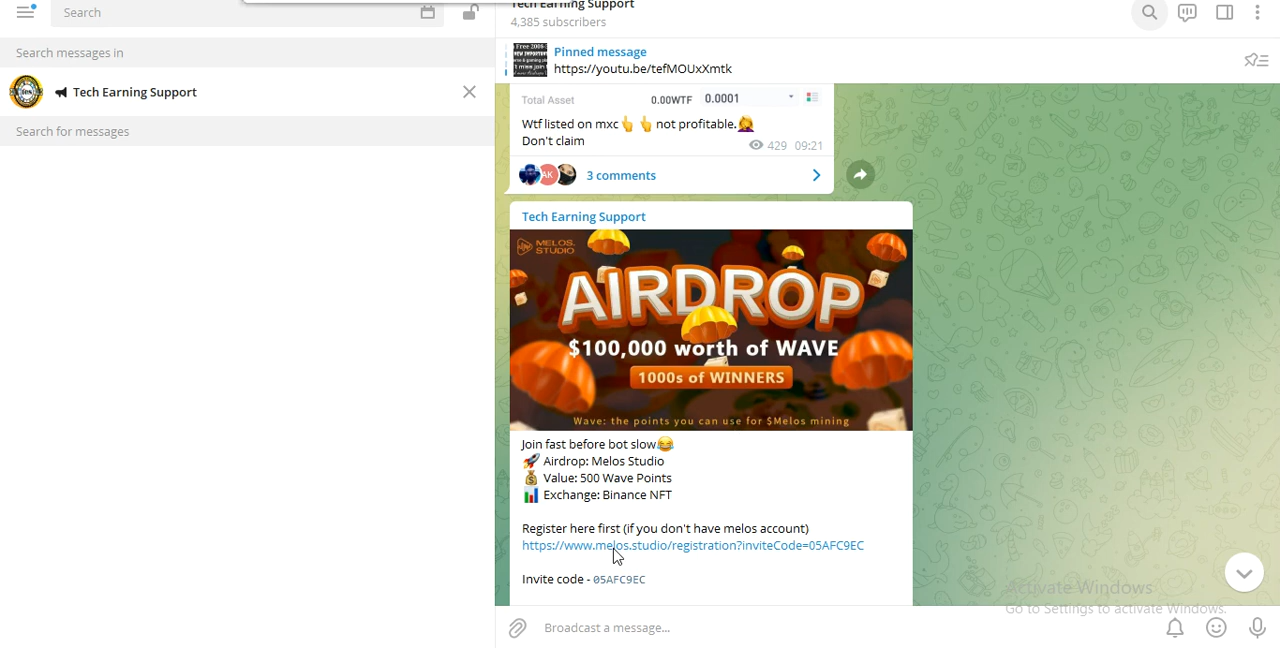 Search
Search messages in
Tech Earning Support
Search for messages
Tech Earning Support
4,385 subscribers
Pinned message
https://youtu.be/tefMOUxXmtk
Total Asset 0.00WTF 0.0001
Wtf listed on mxc👆👆not profitable.🤦
Don't claim
429 09:21
AK
3 comments
Tech Earning Support
MELOS.
STUDIO
AIRDROP
$100,000 worth of WAVE
1000s of WINNERS
Wave: the points you can use for $Melos mining
Join fast before bot slow😂
🚀 Airdrop: Melos Studio
💰 Value: 500 Wave Points
📊 Exchange: Binance NFT
Register here first (if you don't have melos account)
https://www.melos.studio/registration?inviteCode=05AFC9EC
Invite code - 05AFC9EC
Activate Windows
Go to Settings to activate Windows.
Broadcast a message...